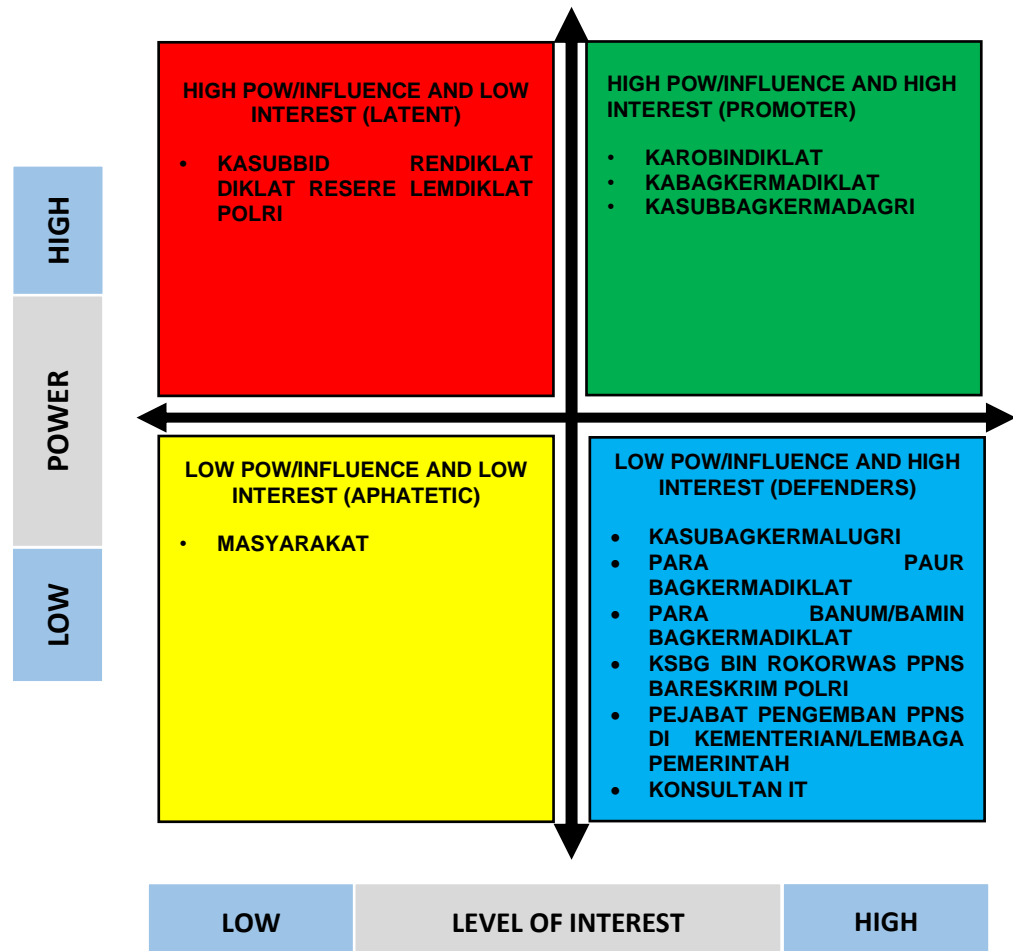 HIGH POW/INFLUENCE AND LOW
INTEREST (LATENT)
• KASUBBID RENDIKLAT
DIKLAT RESERE LEMDIKLAT
POLRI
HIGH POW/INFLUENCE AND HIGH
INTEREST (PROMOTER)
• KAROBINDIKLAT
• KABAGKERMADIKLAT
• KASUBBAGKERMADAGRI
HIGH
POWER
LOW
LOW POW/INFLUENCE AND LOW
INTEREST (APHATETIC)
• MASYARAKAT
LOW POW/INFLUENCE AND HIGH
INTEREST (DEFENDERS)
• KASUBAGKERMALUGRI
• PARA PAUR
BAGKERMADIKLAT
• PARA BANUM/BAMIN
BAGKERMADIKLAT
• KSBG BIN ROKORWAS PPNS
BARESKRIM POLRI
• PEJABAT PENGEMBAN PPNS
DI KEMENTERIAN/LEMBAGA
PEMERINTAH
• KONSULTAN IT
LOW
LEVEL OF INTEREST
HIGH